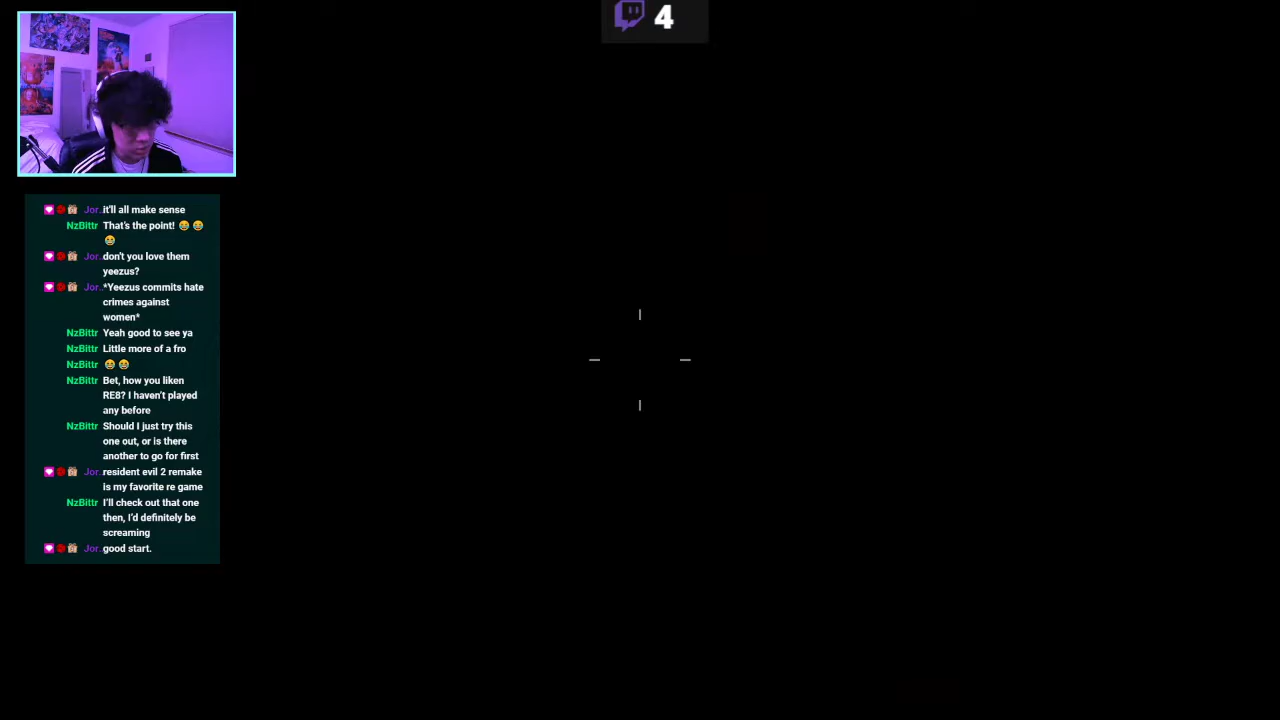 4
Jor..it'll all make sense
NzBittr That's the point! 😂 😂
😂
Jor..don't you love them
yeezus?
Jor..*Yeezus commits hate
crimes against
women*
NzBittr Yeah good to see ya
NzBittr Little more of a fro
NzBittr 😂 😂
NzBittr Bet, how you liken
RE8? I haven't played
any before
NzBittr Should I just try this
one out, or is there
another to go for first
Jor..resident evil 2 remake
is my favorite re game
NzBittr I'll check out that one
then, I'd definitely be
screaming
Jor..good start.